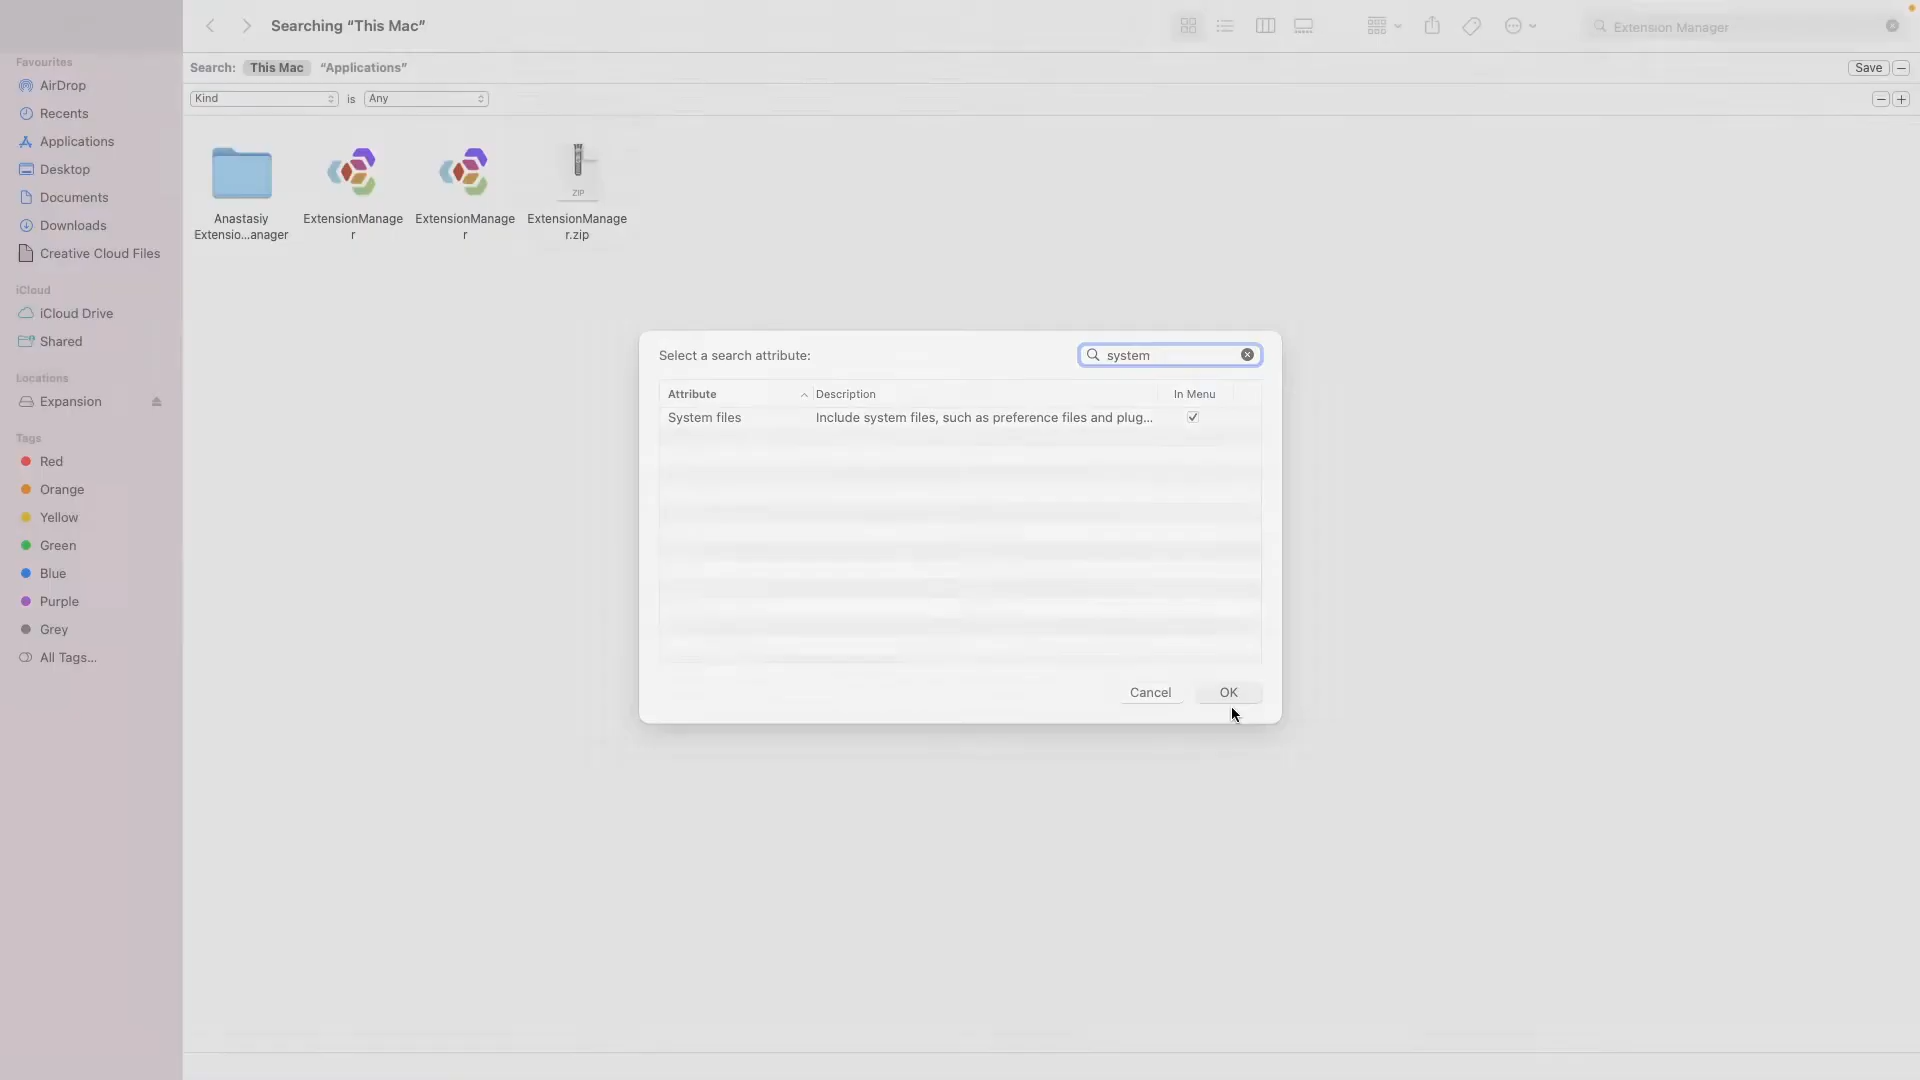 Searching “This Mac”
Extension Manager
Search: This Mac “Applications” Save
Kind is Any
Favourites
AirDrop
Recents
Applications
Desktop
Documents
Downloads
Creative Cloud Files
iCloud
iCloud Drive
Shared
Locations
Expansion
Tags
Red
Orange
Yellow
Green
Blue
Purple
Grey
All Tags...
Anastasiy
Extensio...anager
ExtensionManage
r
ExtensionManage
r
ZIP
ExtensionManage
r.zip
Select a search attribute: system
Attribute Description In Menu
System files Include system files, such as preference files and plug...
Cancel OK